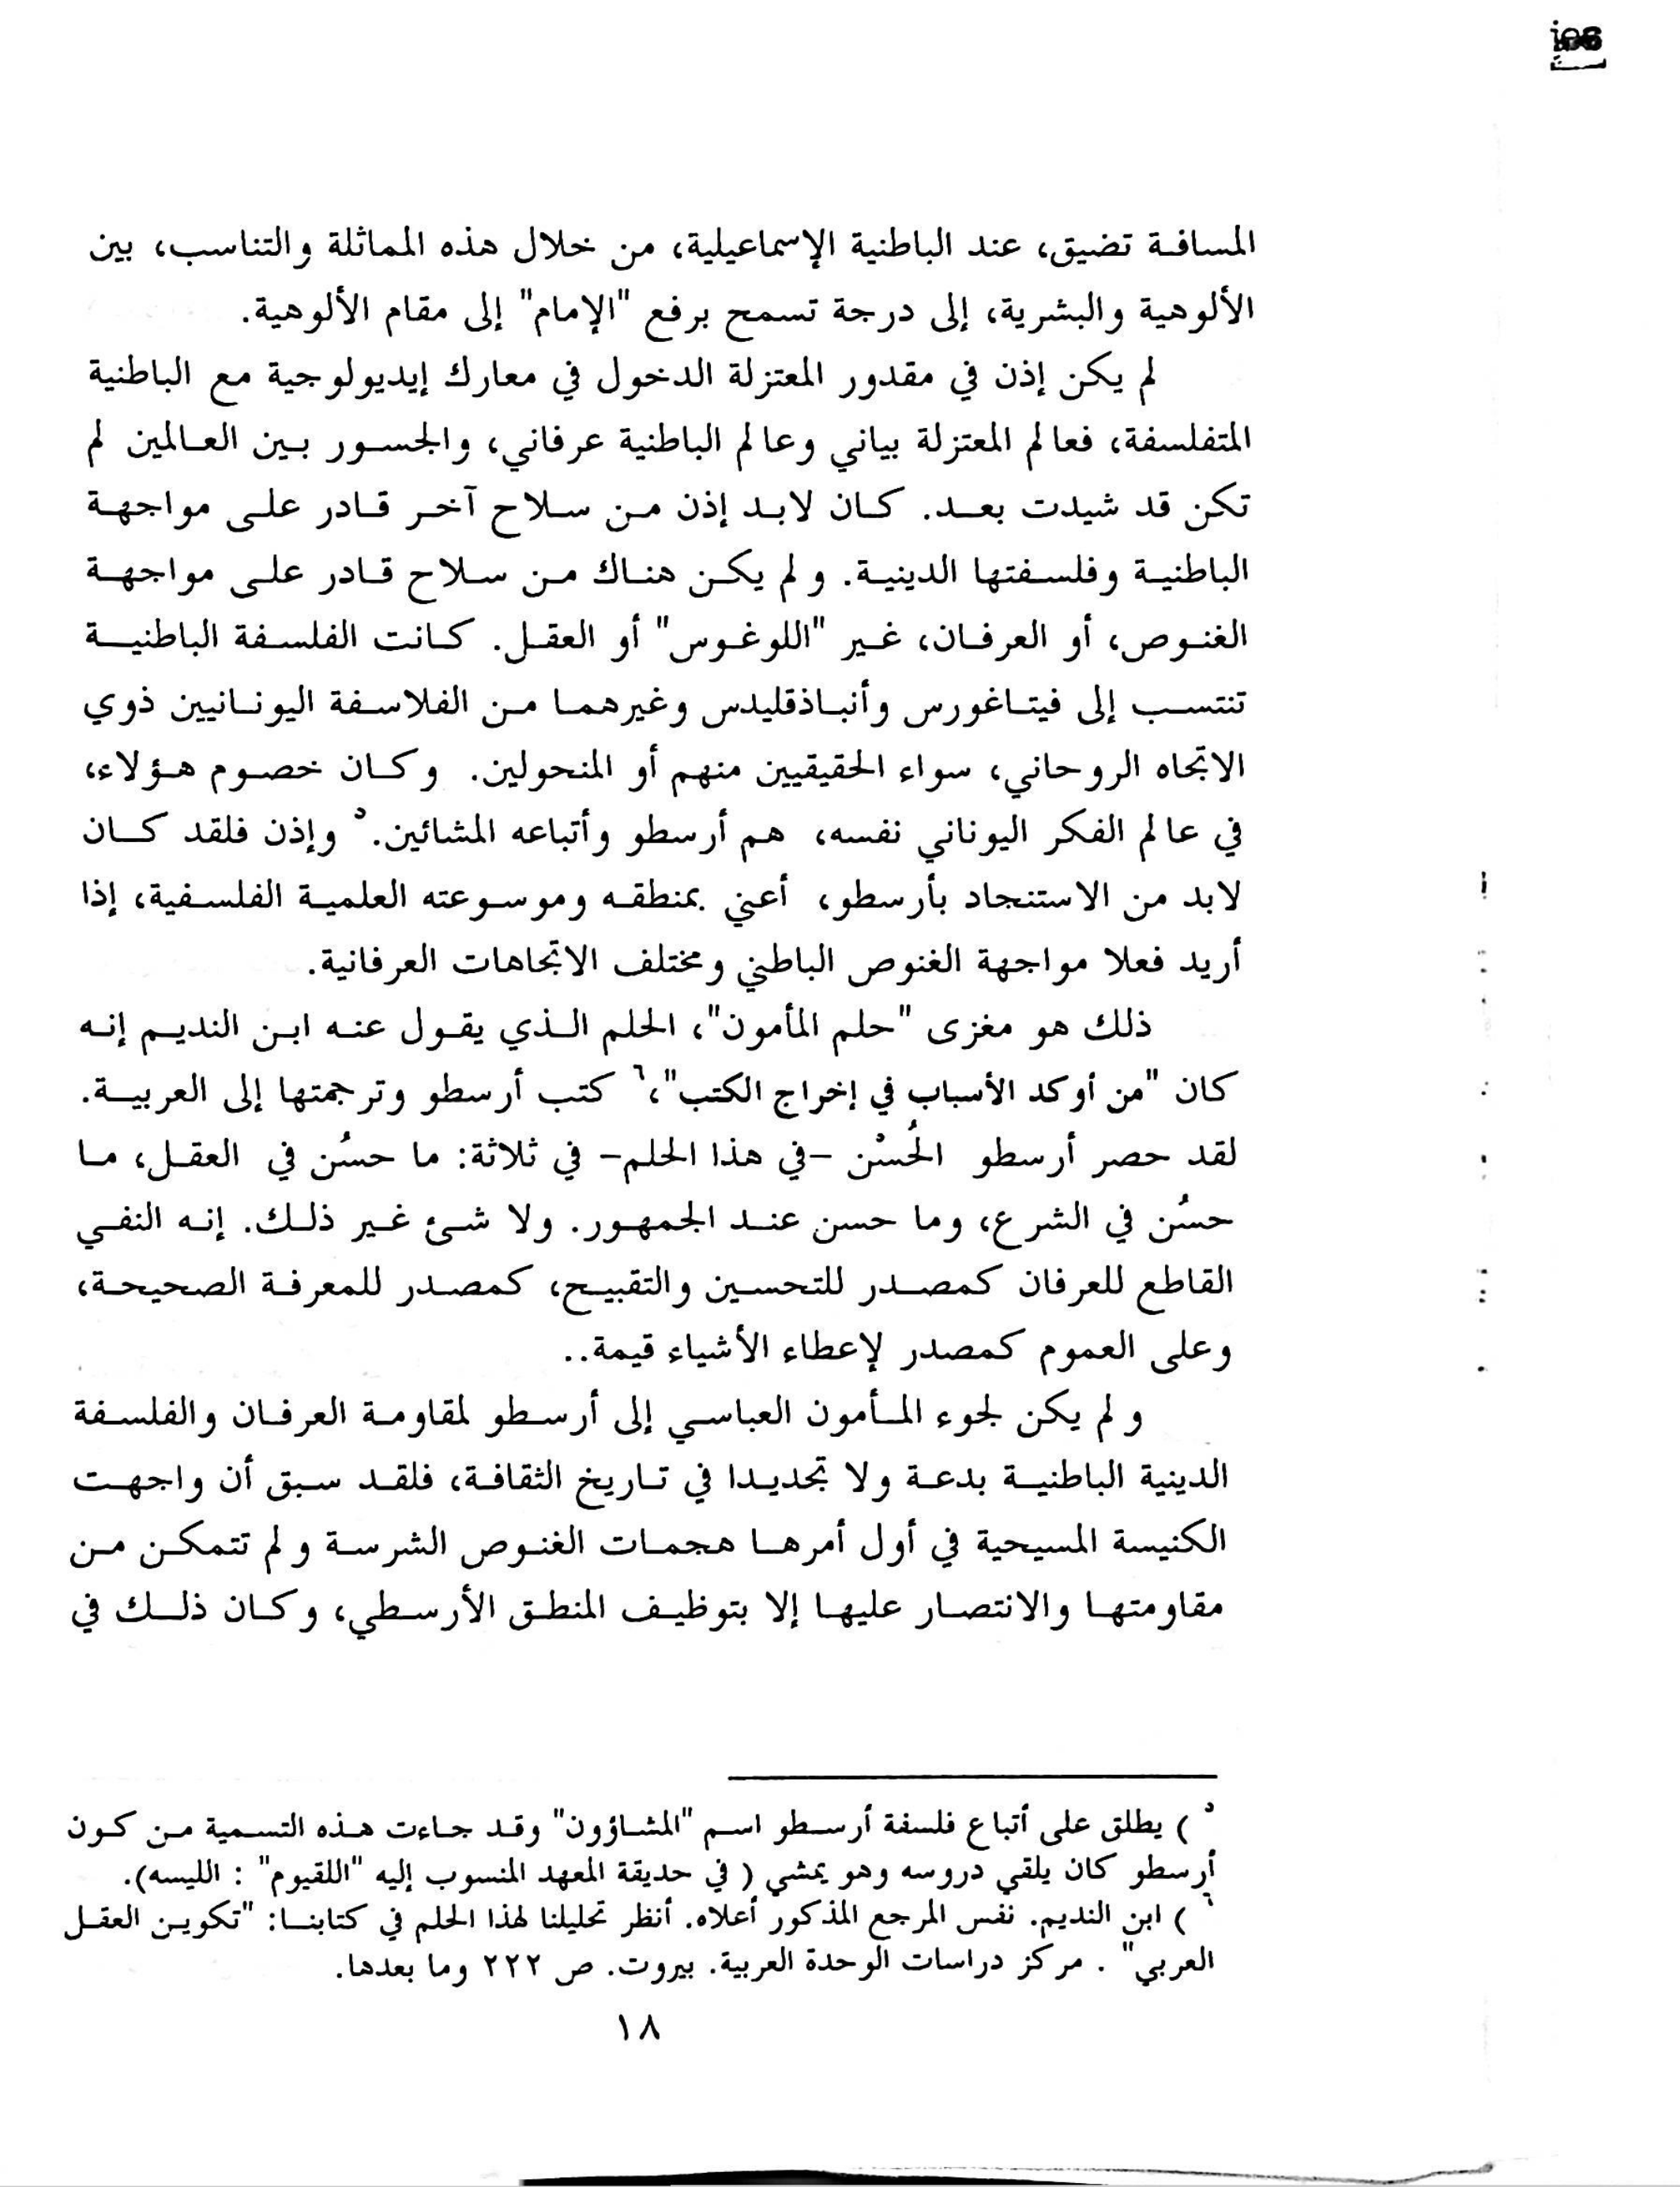 المسافة تضيق، عند الباطنية الإسماعيلية، من خلال هذه المماثلة والتناسب، بين
الألوهية والبشرية، إلى درجة تسمح برفع "الإمام" إلى مقام الألوهية.
لم يكن إذن في مقدور المعتزلة الدخول في معارك إيديولوجية مع الباطنية
المتفلسفة، فعالم المعتزلة بياني وعالم الباطنية عرفاني، والجسور بين العالمين لم
تكن قد شيدت بعد. كان لابد إذن من سلاح آخر قادر على مواجهة
الباطنية وفلسفتها الدينية. ولم يكن هناك من سلاح قادر على مواجهة
الغنوص، أو العرفان، غير "اللوغوس" أو العقل. كانت الفلسفة الباطنية
تنتسب إلى فيتاغورس وأنباذقليدس وغيرهما من الفلاسفة اليونانيين ذوي
الاتجاه الروحاني، سواء الحقيقيين منهم أو المنحولين. وكان خصوم هؤلاء،
في عالم الفكر اليوناني نفسه، هم أرسطو وأتباعه المشائين.٥ وإذن فلقد كان
لابد من الاستنجاد بأرسطو، أعني بمنطقه وموسوعته العلمية الفلسفية، إذا
أريد فعلا مواجهة الغنوص الباطني ومختلف الاتجاهات العرفانية.
ذلك هو مغزى "حلم المأمون"، الحلم الذي يقول عنه ابن النديم إنه
كان "من أوكد الأسباب في إخراج الكتب"،٦ كتب أرسطو وترجمتها إلى العربية.
لقد حصر أرسطو الحُسْن -في هذا الحلم- في ثلاثة: ما حسُن في العقل، ما
حسُن في الشرع، وما حسن عند الجمهور. ولا شئ غير ذلك. إنه النفي
القاطع للعرفان كمصدر للتحسين والتقبيح، كمصدر للمعرفة الصحيحة،
وعلى العموم كمصدر لإعطاء الأشياء قيمة..
ولم يكن لجوء المأمون العباسي إلى أرسطو لمقاومة العرفان والفلسفة
الدينية الباطنية بدعة ولا تجديدا في تاريخ الثقافة، فلقد سبق أن واجهت
الكنيسة المسيحية في أول أمرها هجمات الغنوص الشرسة ولم تتمكن من
مقاومتها والانتصار عليها إلا بتوظيف المنطق الأرسطي، وكان ذلك في
٥ ) يطلق على أتباع فلسفة أرسطو اسم "المشاؤون" وقد جاءت هذه التسمية من كون
أرسطو كان يلقي دروسه وهو يمشي ( في حديقة المعهد المنسوب إليه "اللقيوم" : الليسه).
٦ ) ابن النديم. نفس المرجع المذكور أعلاه. أنظر تحليلنا لهذا الحلم في كتابنا: "تكوين العقل
العربي" . مركز دراسات الوحدة العربية. بيروت. ص ٢٢٢ وما بعدها.
١٨